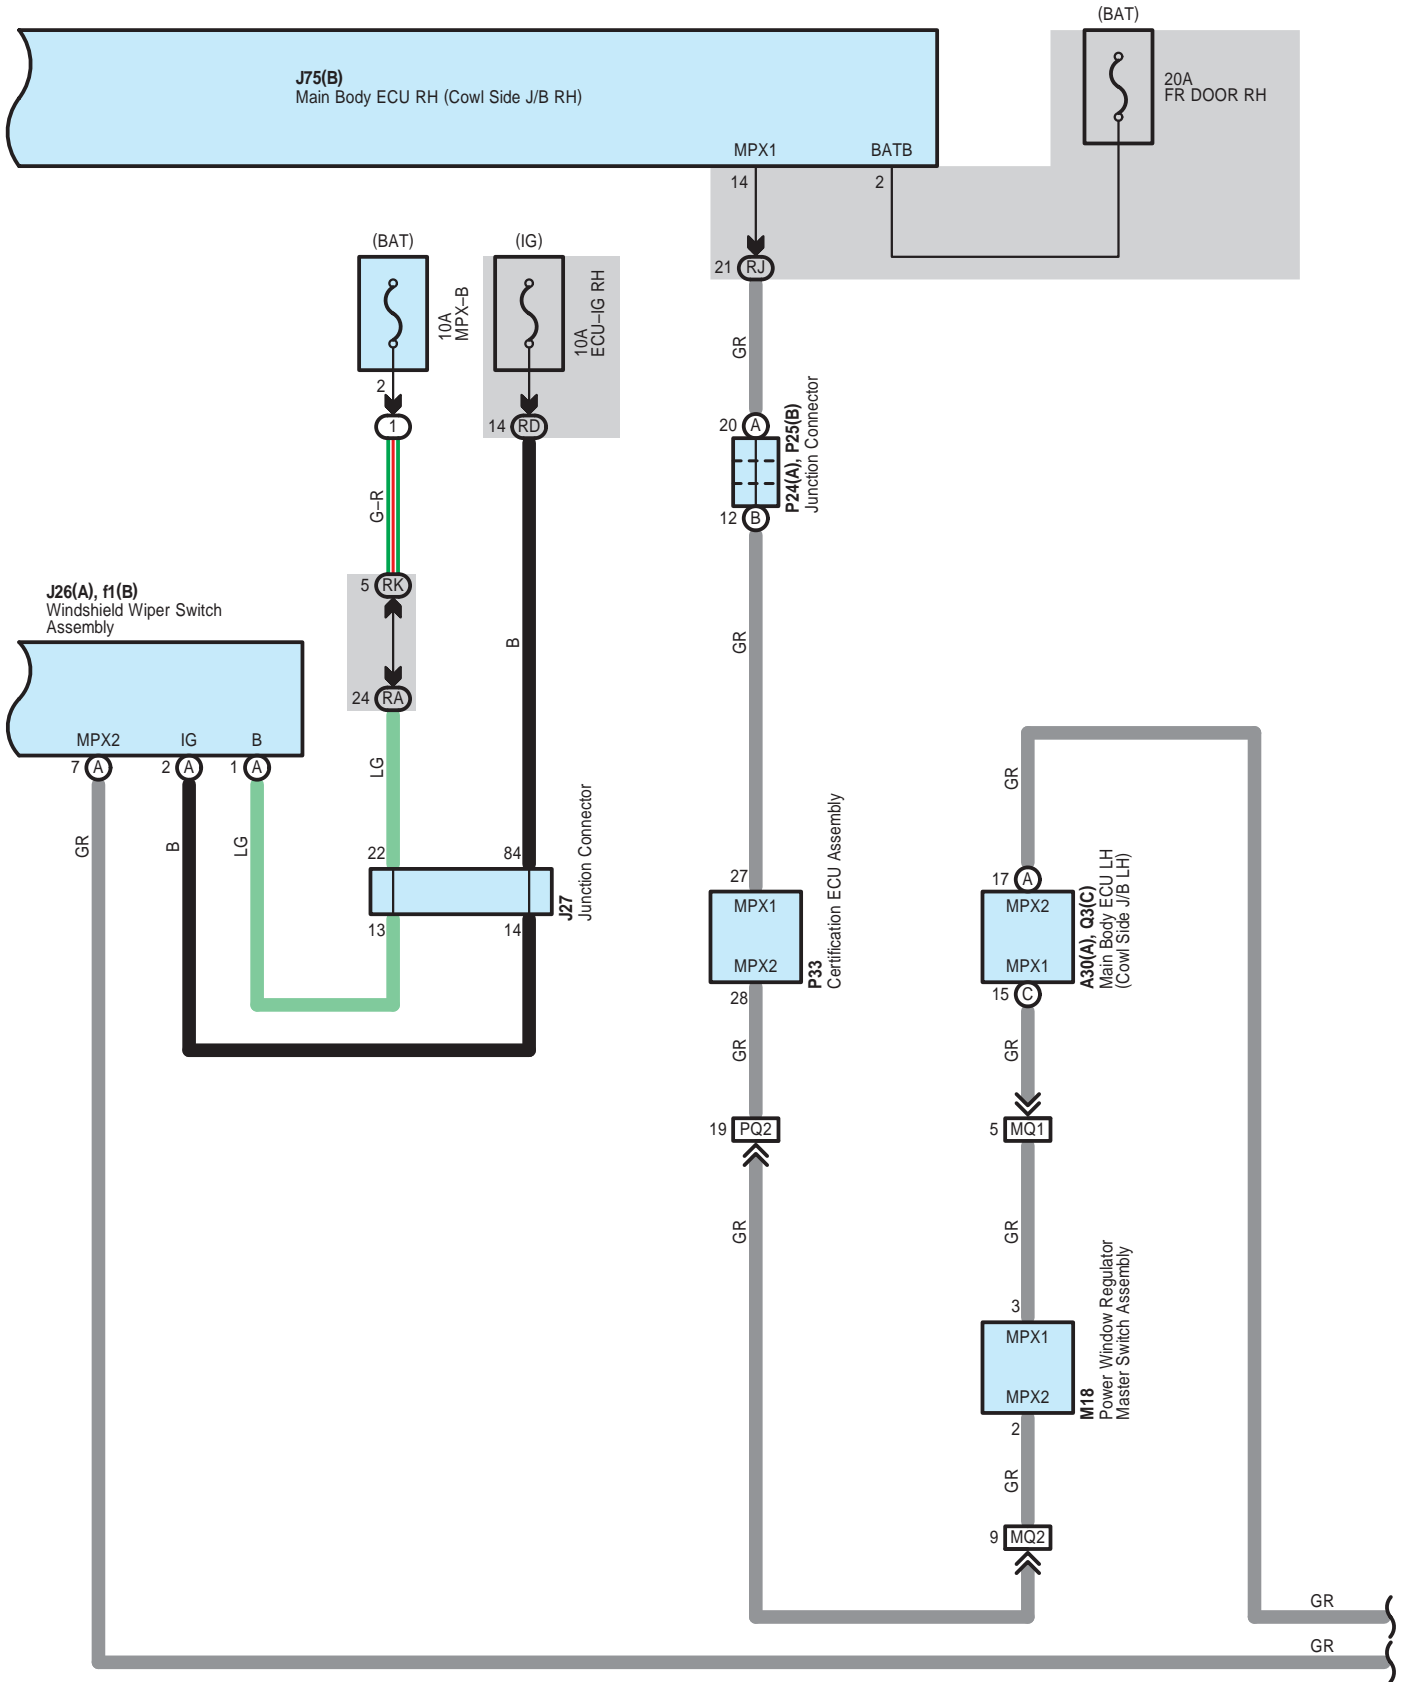 (BAT)
J75(B)
Main Body ECU RH (Cowl Side J/B RH)
20A
FR DOOR RH
MPX1
BATB
14
2
21
RJ
(BAT)
(IG)
10A
MPX–B
10A
ECU–IG RH
2
1
14
RD
GR
20
A
P24(A), P25(B)
Junction Connector
12
B
G–R
5
RK
24
RA
B
GR
J26(A), f1(B)
Windshield Wiper Switch
Assembly
MPX2
IG
B
7
A
2
A
1
A
LG
GR
GR
B
LG
22
84
J27
Junction Connector
13
14
27
MPX1
MPX2
P33
Certification ECU Assembly
28
17
A
MPX2
MPX1
A30(A), Q3(C)
Main Body ECU LH
(Cowl Side J/B LH)
15
C
GR
GR
19
PQ2
5
MQ1
GR
GR
3
MPX1
MPX2
M18
Power Window Regulator
Master Switch Assembly
2
GR
9
MQ2
GR
GR